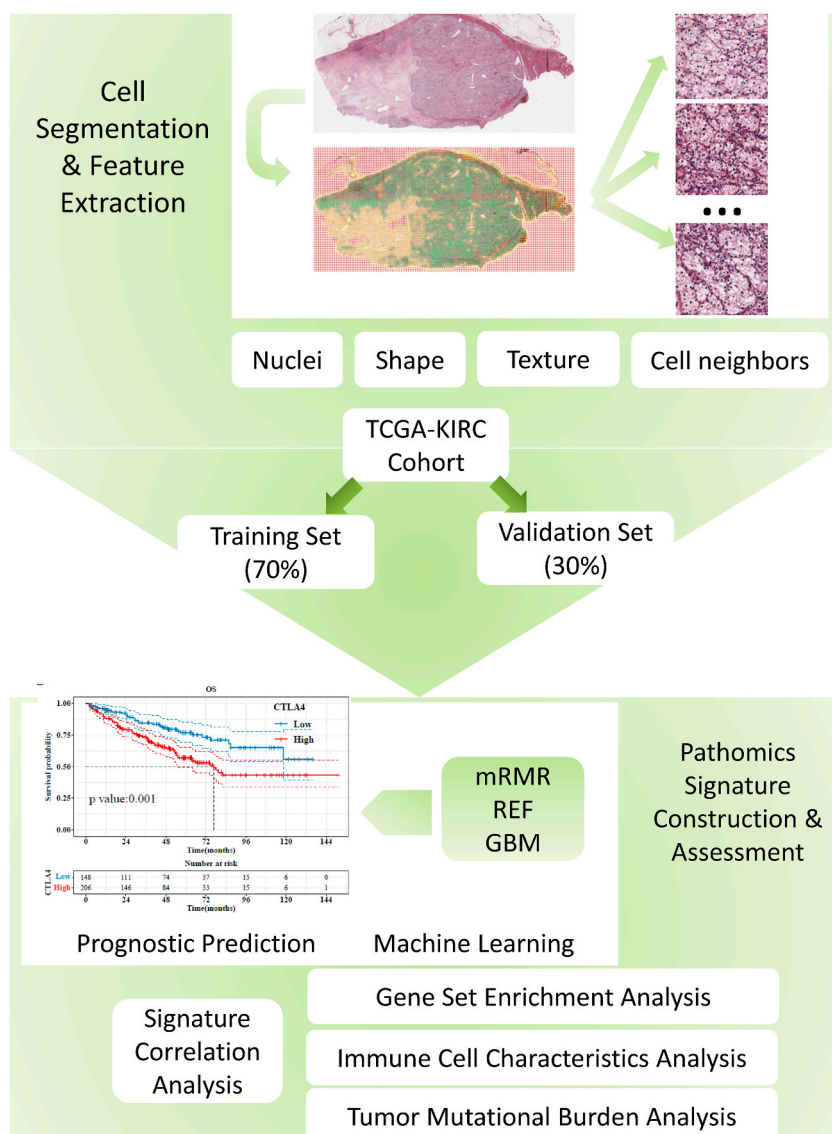 Cell
Segmentation
& Feature
Extraction
...
Nuclei
Shape
Texture
Cell neighbors
TCGA-KIRC
Cohort
Training Set
(70%)
Validation Set
(30%)
OS
CTLA4
Low
High
Survival probability
1.00
0.75
0.50
0.25
0.00
p value:0.001
0 24 48 72 96 120 144
Time(months)
Number at risk
CTLA4
Low 148 111 74 37 15 6 0
High 206 146 84 33 15 6 1
0 24 48 72 96 120 144
Time(months)
mRMR
REF
GBM
Pathomics
Signature
Construction &
Assessment
Prognostic Prediction
Machine Learning
Signature
Correlation
Analysis
Gene Set Enrichment Analysis
Immune Cell Characteristics Analysis
Tumor Mutational Burden Analysis